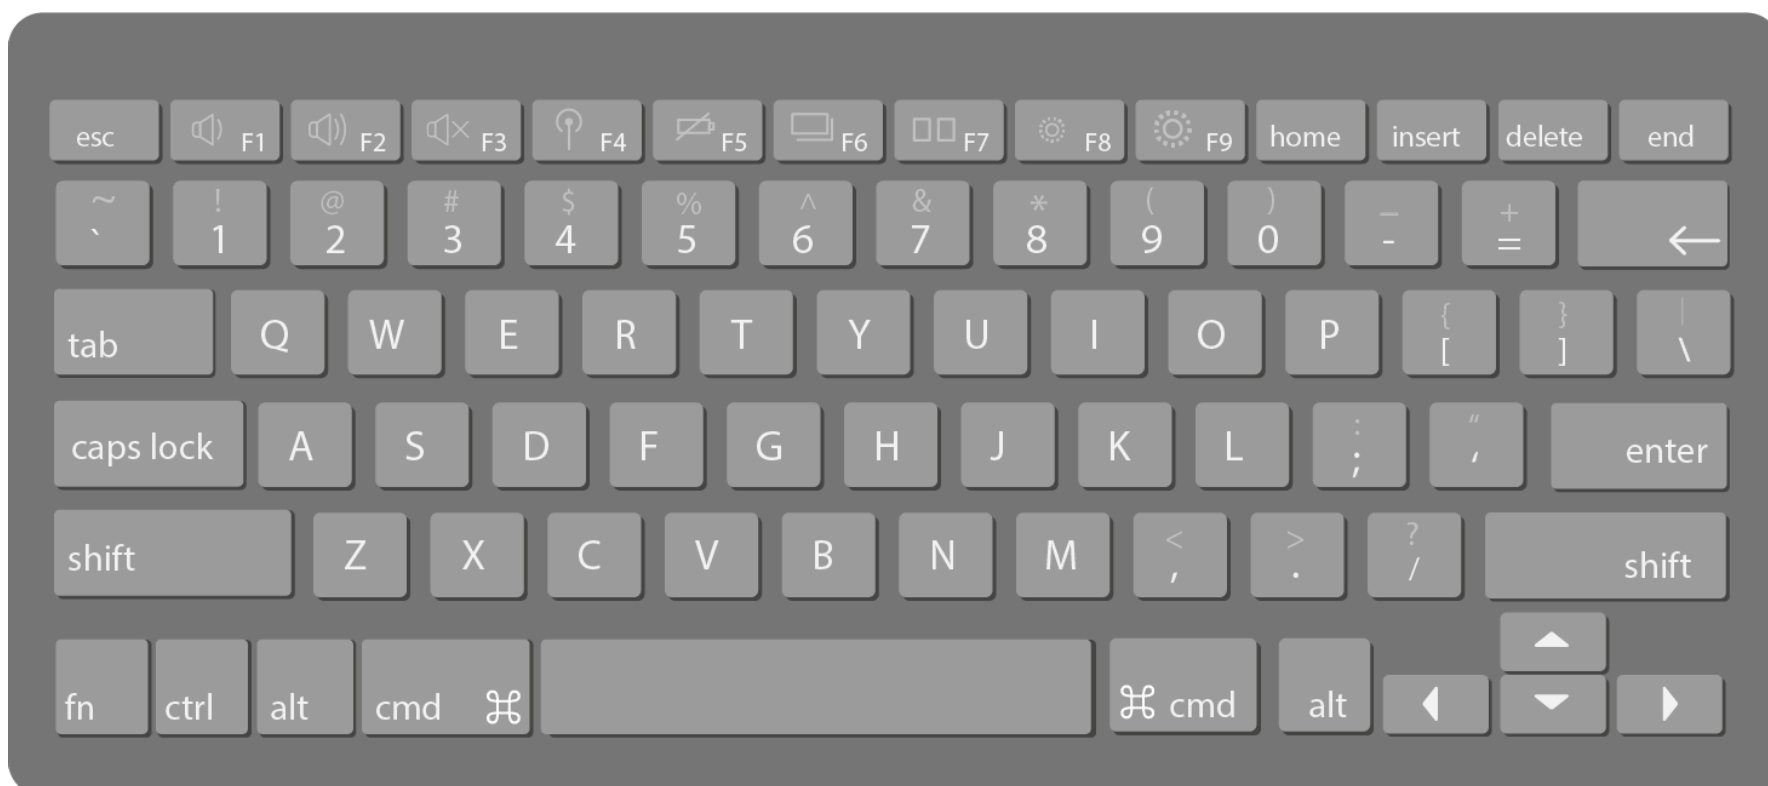 esc F1 F2 F3 F4 F5 F6 F7 F8 F9 home insert delete end
~ ! @ # $ % ^ & * ( ) _ +
` 1 2 3 4 5 6 7 8 9 0 - = ←
{ } |
tab Q W E R T Y U I O P [ ] \
: “
caps lock A S D F G H J K L ; ‘ enter
< > ?
shift Z X C V B N M , . / shift
fn ctrl alt cmd ⌘ ⌘ cmd alt